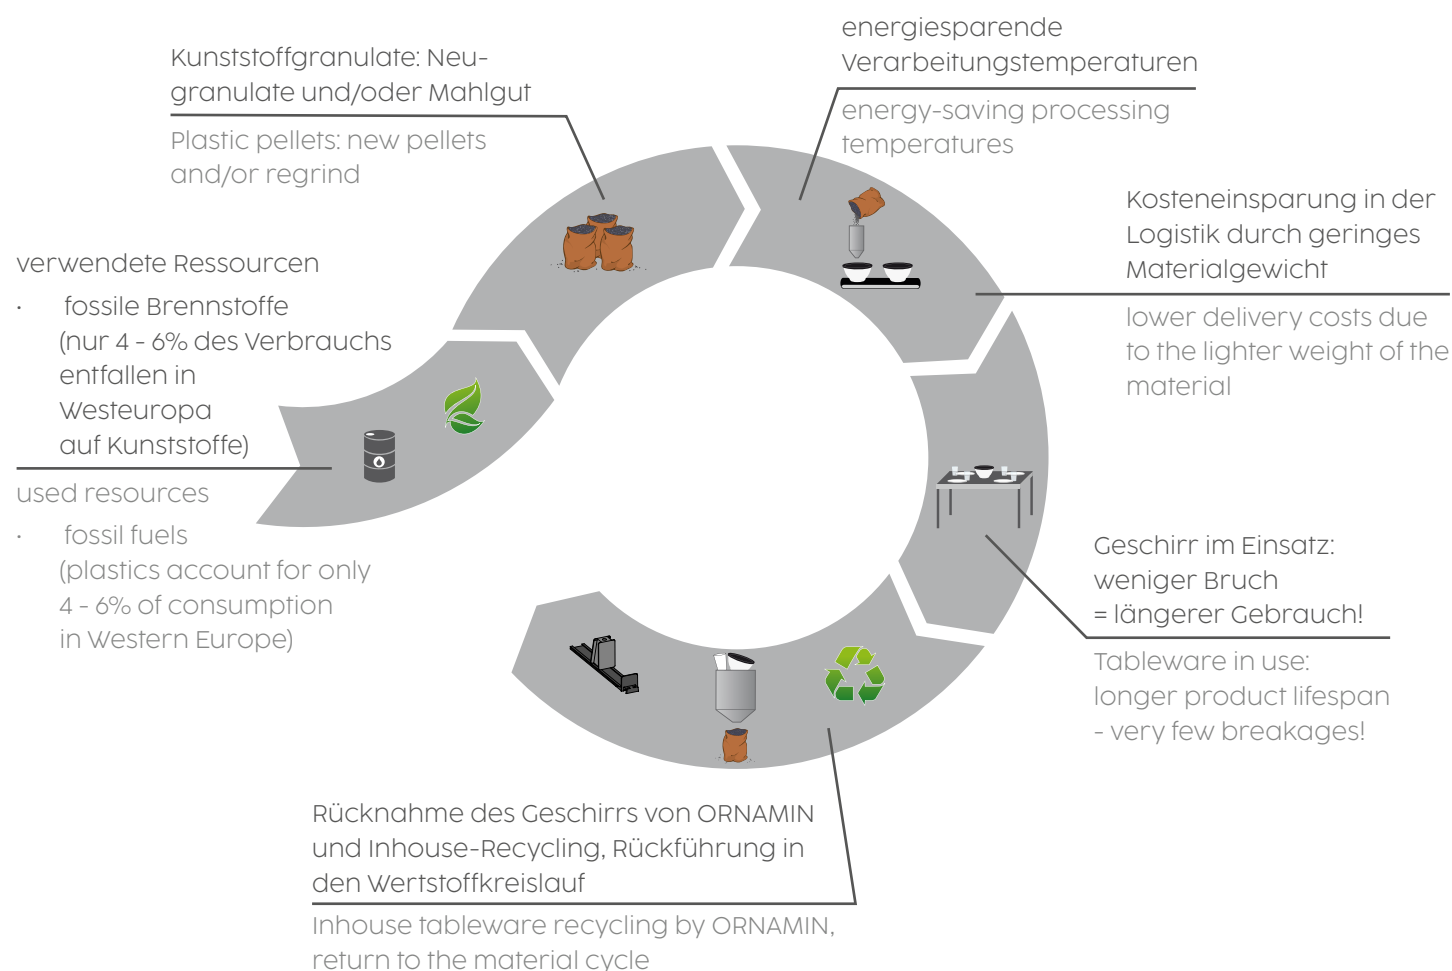 Kunststoffgranulate: Neu-
granulate und/oder Mahlgut
Plastic pellets: new pellets
and/or regrind
energiesparende
Verarbeitungstemperaturen
energy-saving processing
temperatures
Kosteneinsparung in der
Logistik durch geringes
Materialgewicht
lower delivery costs due
to the lighter weight of the
material
verwendete Ressourcen
· fossile Brennstoffe
(nur 4 - 6% des Verbrauchs
entfallen in
Westeuropa
auf Kunststoffe)
used resources
· fossil fuels
(plastics account for only
4 - 6% of consumption
in Western Europe)
Geschirr im Einsatz:
weniger Bruch
= längerer Gebrauch!
Tableware in use:
longer product lifespan
- very few breakages!
Rücknahme des Geschirrs von ORNAMIN
und Inhouse-Recycling, Rückführung in
den Wertstoffkreislauf
Inhouse tableware recycling by ORNAMIN,
return to the material cycle